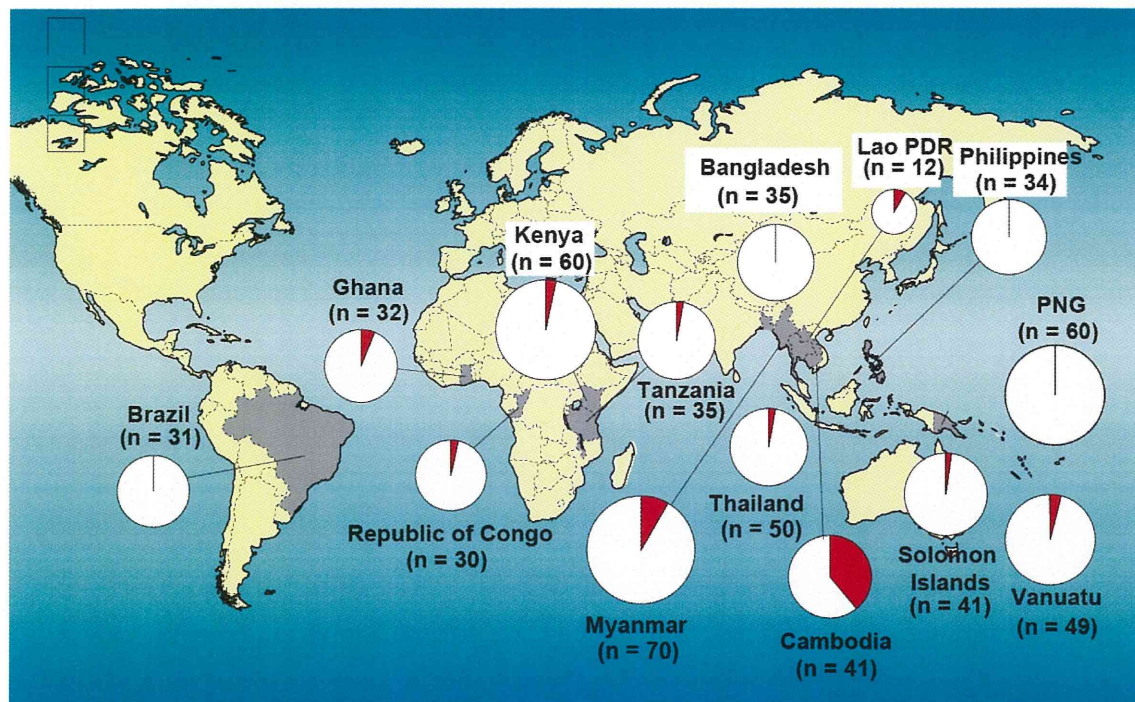 Lao PDR
(n = 12)
Philippines
(n = 34)
Bangladesh
(n = 35)
Kenya
(n = 60)
Ghana
(n = 32)
PNG
(n = 60)
Tanzania
(n = 35)
Brazil
(n = 31)
Thailand
(n = 50)
Republic of Congo
(n = 30)
Solomon
Islands
(n = 41)
Vanuatu
(n = 49)
Myanmar
(n = 70)
Cambodia
(n = 41)